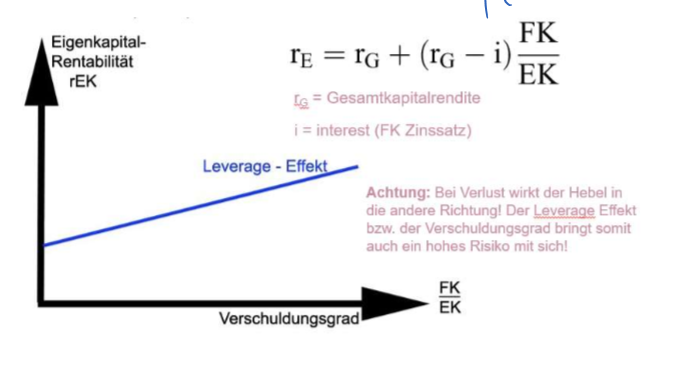 Eigenkapital-
Rentabilität
rEK
r_E = r_G + (r_G − i) FK/EK
r_G = Gesamtkapitalrendite
i = interest (FK Zinssatz)
Leverage - Effekt
Achtung: Bei Verlust wirkt der Hebel in
die andere Richtung! Der Leverage Effekt
bzw. der Verschuldungsgrad bringt somit
auch ein hohes Risiko mit sich!
FK
EK
Verschuldungsgrad